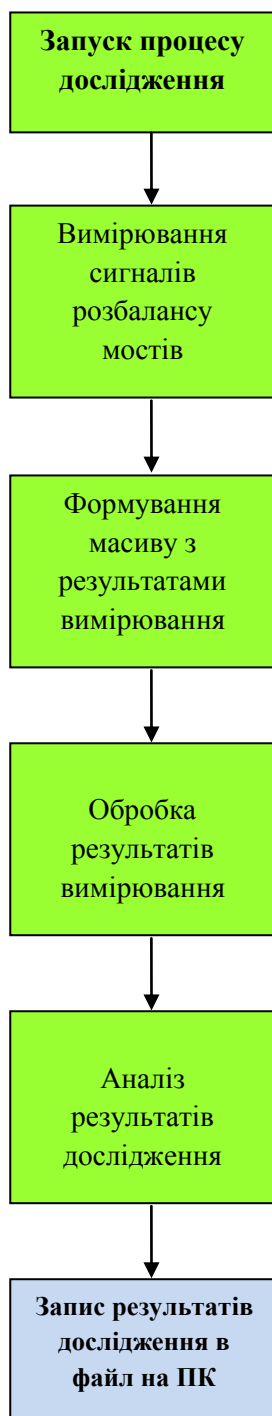 Запуск процесу
дослідження
Вимірювання
сигналів
розбалансу
мостів
Формування
масиву з
результатами
вимірювання
Обробка
результатів
вимірювання
Аналіз
результатів
дослідження
Запис результатів
дослідження в
файл на ПК